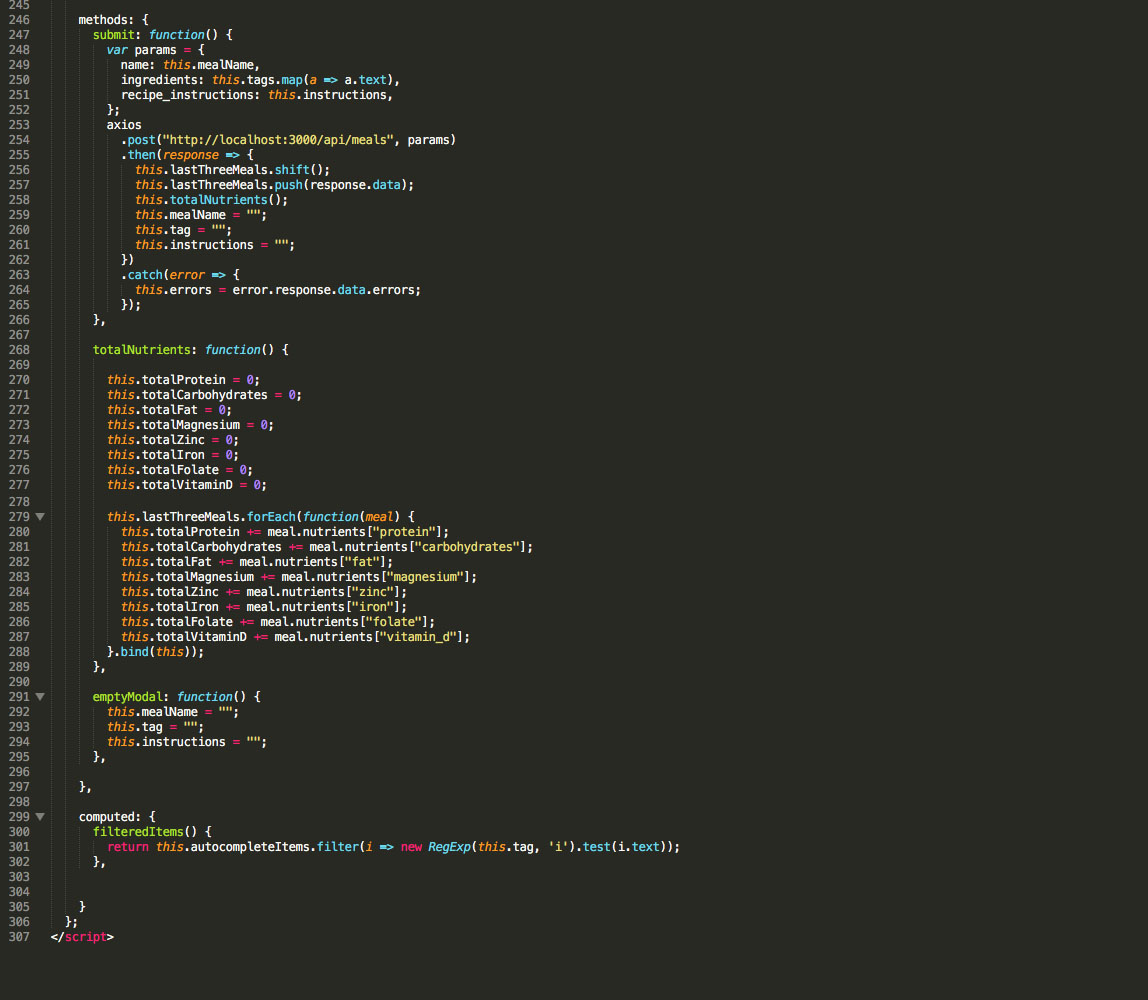 245
246 methods: {
247 submit: function() {
248 var params = {
249 name: this.mealName,
250 ingredients: this.tags.map(a => a.text),
251 recipe_instructions: this.instructions,
252 };
253 axios
254 .post("http://localhost:3000/api/meals", params)
255 .then(response => {
256 this.lastThreeMeals.shift();
257 this.lastThreeMeals.push(response.data);
258 this.totalNutrients();
259 this.mealName = "";
260 this.tag = "";
261 this.instructions = "";
262 })
263 .catch(error => {
264 this.errors = error.response.data.errors;
265 });
266 },
267
268 totalNutrients: function() {
269
270 this.totalProtein = 0;
271 this.totalCarbohydrates = 0;
272 this.totalFat = 0;
273 this.totalMagnesium = 0;
274 this.totalZinc = 0;
275 this.totalIron = 0;
276 this.totalFolate = 0;
277 this.totalVitaminD = 0;
278
279 this.lastThreeMeals.forEach(function(meal) {
280 this.totalProtein += meal.nutrients["protein"];
281 this.totalCarbohydrates += meal.nutrients["carbohydrates"];
282 this.totalFat += meal.nutrients["fat"];
283 this.totalMagnesium += meal.nutrients["magnesium"];
284 this.totalZinc += meal.nutrients["zinc"];
285 this.totalIron += meal.nutrients["iron"];
286 this.totalFolate += meal.nutrients["folate"];
287 this.totalVitaminD += meal.nutrients["vitamin_d"];
288 }.bind(this));
289 },
290
291 emptyModal: function() {
292 this.mealName = "";
293 this.tag = "";
294 this.instructions = "";
295 },
296
297 },
298
299 computed: {
300 filteredItems() {
301 return this.autocompleteItems.filter(i => new RegExp(this.tag, 'i').test(i.text));
302 },
303
304
305 }
306 };
307 </script>